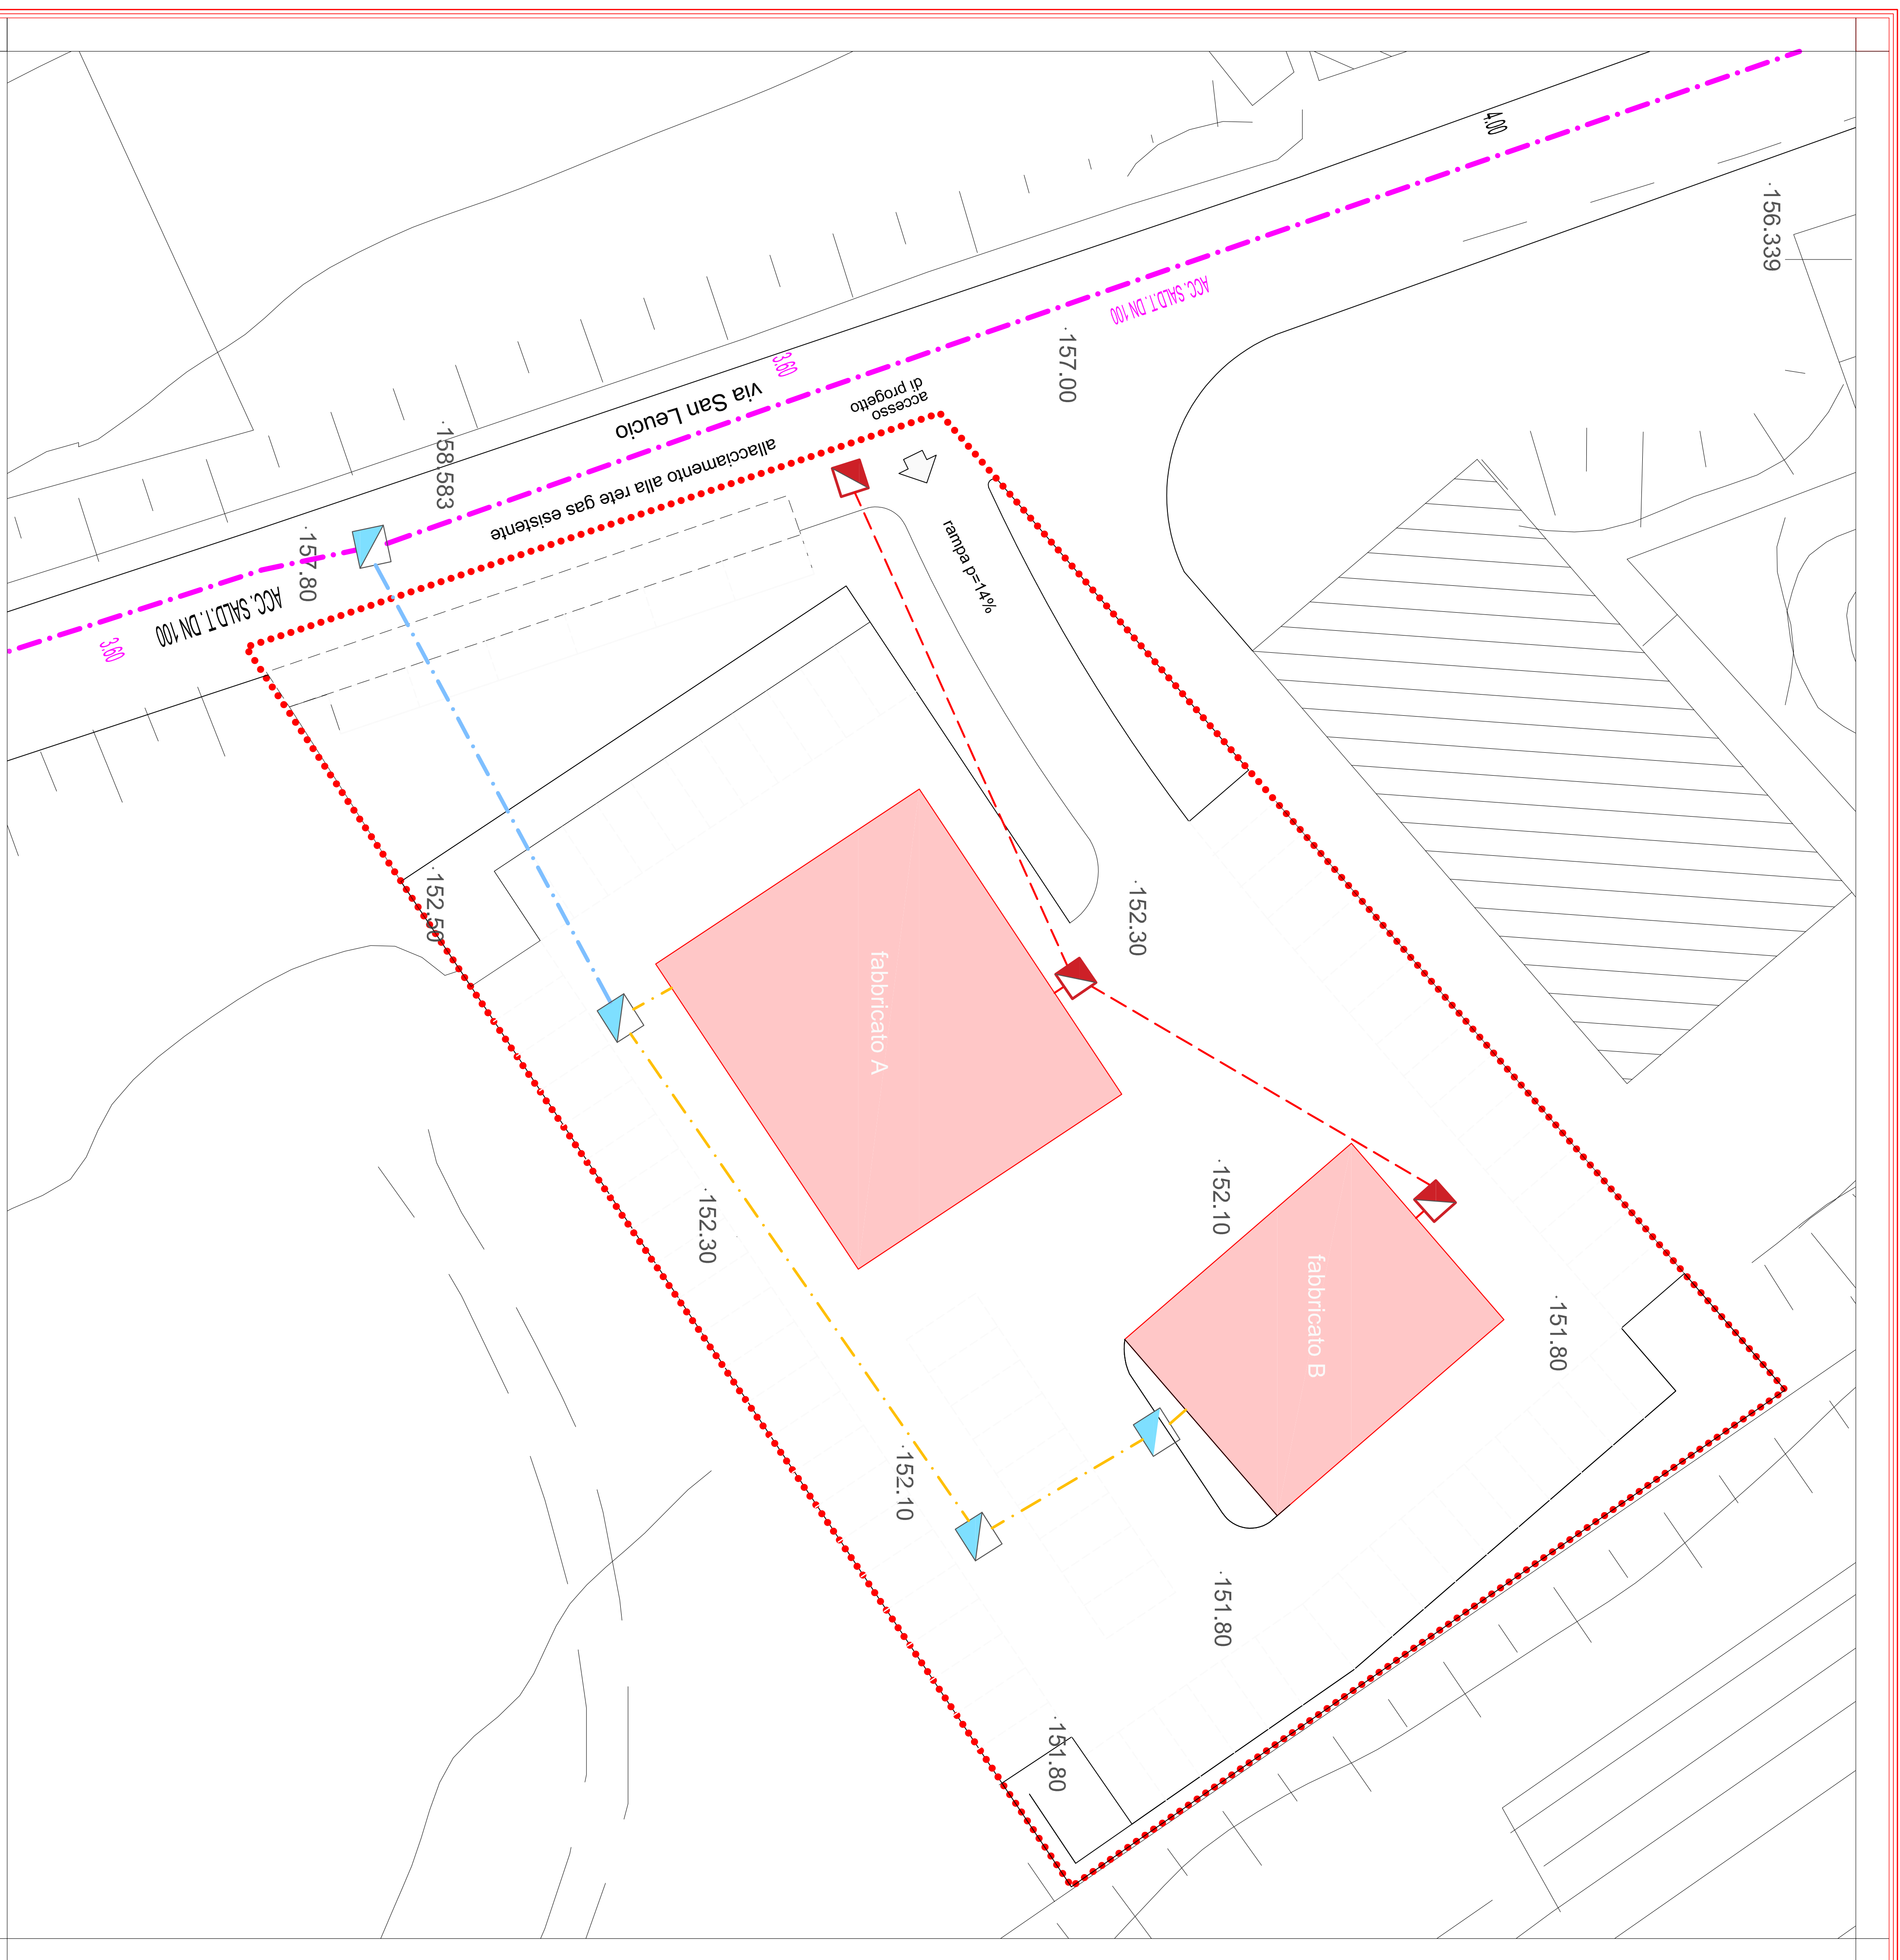 4.00
156.339
ACC. SALD.T. DN 100
157.00
3.60
accesso
di progetto
via San Leucio
allacciamento alla rete gas esistente
158.583
157.80
rampa p=14%
ACC. SALD.T. DN 100
3.60
152.50
152.30
fabbricato A
152.30
152.10
fabbricato B
151.80
152.10
151.80
151.80